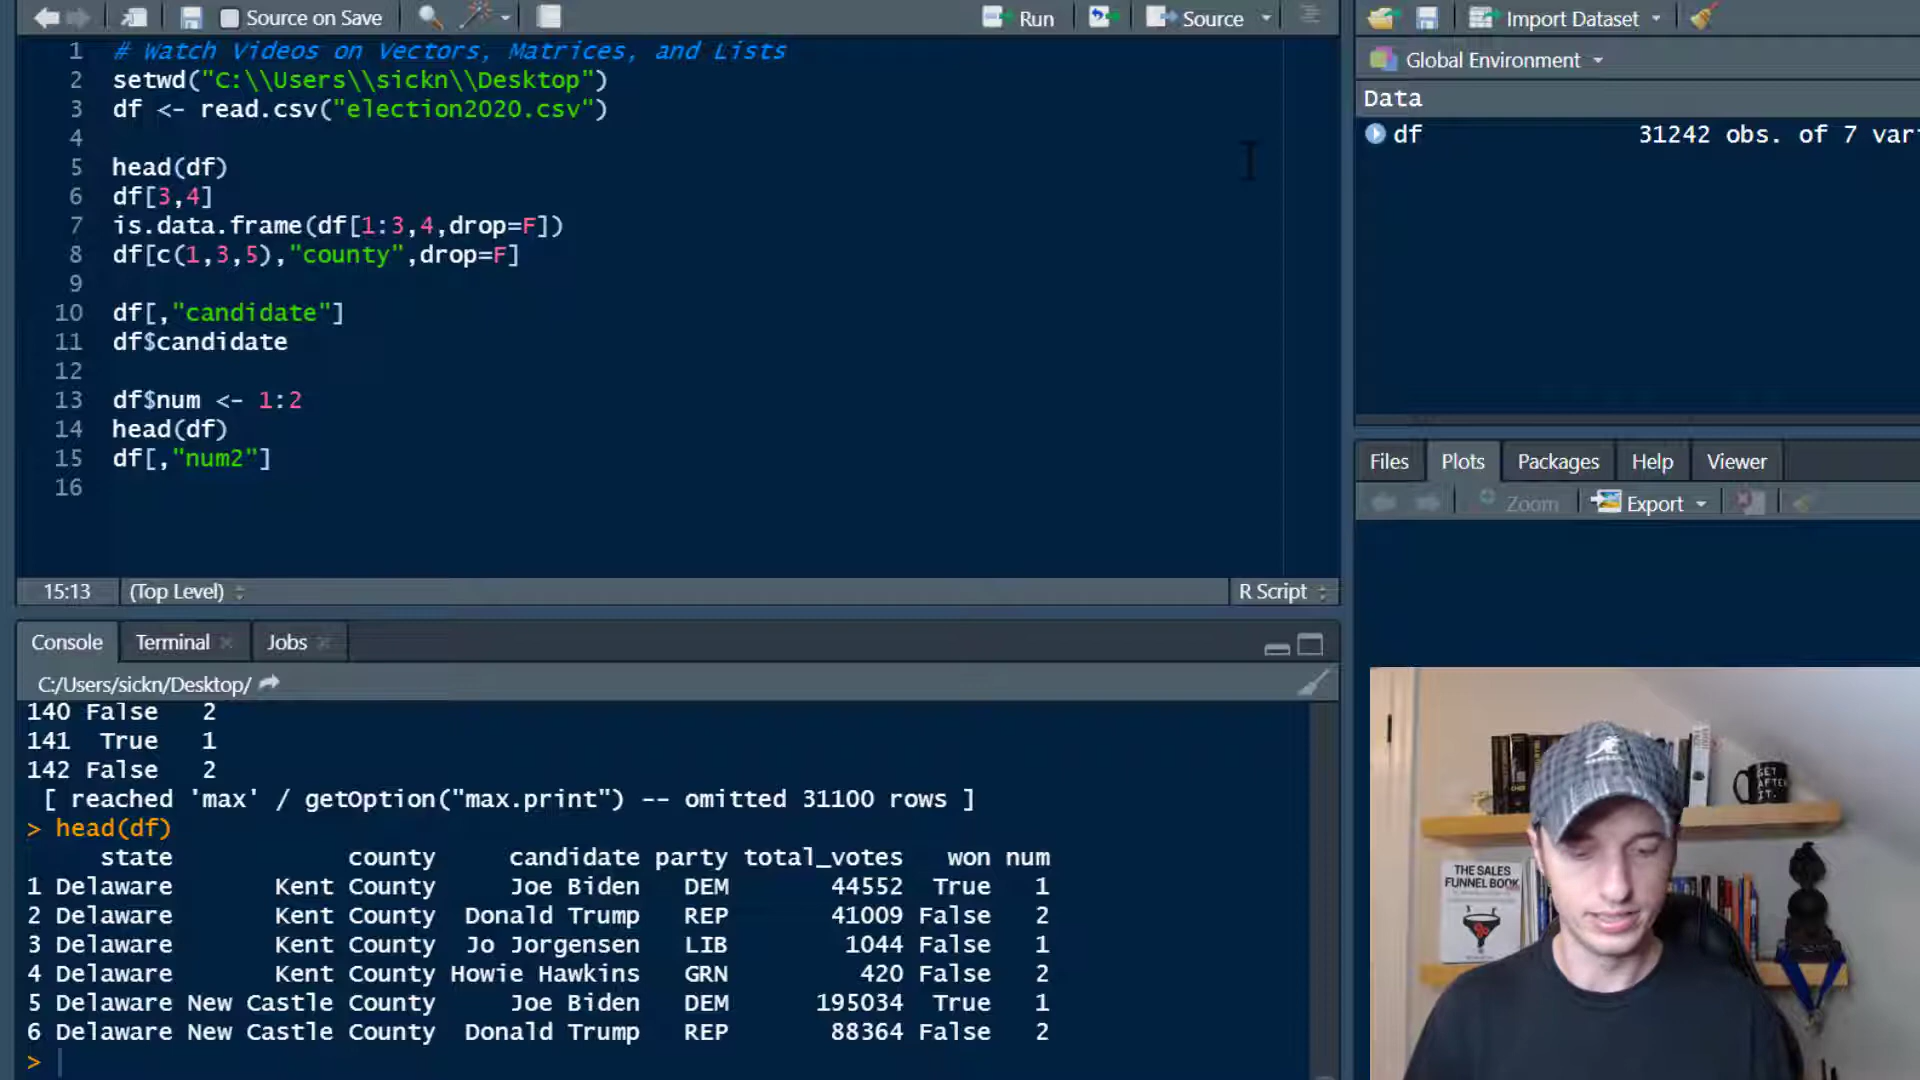 Source on Save
Run
Source
1 # Watch Videos on Vectors, Matrices, and Lists
2 setwd("C:\\Users\\sickn\\Desktop")
3 df <- read.csv("election2020.csv")
4
5 head(df)
6 df[3,4]
7 is.data.frame(df[1:3,4,drop=F])
8 df[c(1,3,5),"county",drop=F]
9
10 df[,"candidate"]
11 df$candidate
12
13 df$num <- 1:2
14 head(df)
15 df[,"num2"]
16
15:13 (Top Level) R Script
Console Terminal Jobs
C:/Users/sickn/Desktop/
140 False 2
141 True 1
142 False 2
[ reached 'max' / getOption("max.print") -- omitted 31100 rows ]
> head(df)
state county candidate party total_votes won num
1 Delaware Kent County Joe Biden DEM 44552 True 1
2 Delaware Kent County Donald Trump REP 41009 False 2
3 Delaware Kent County Jo Jorgensen LIB 1044 False 1
4 Delaware Kent County Howie Hawkins GRN 420 False 2
5 Delaware New Castle County Joe Biden DEM 195034 True 1
6 Delaware New Castle County Donald Trump REP 88364 False 2
>
Import Dataset
Global Environment
Data
df 31242 obs. of 7 vari
Files Plots Packages Help Viewer
Zoom Export
GET
AFTER
IT.
THE SALES
FUNNEL BOOK